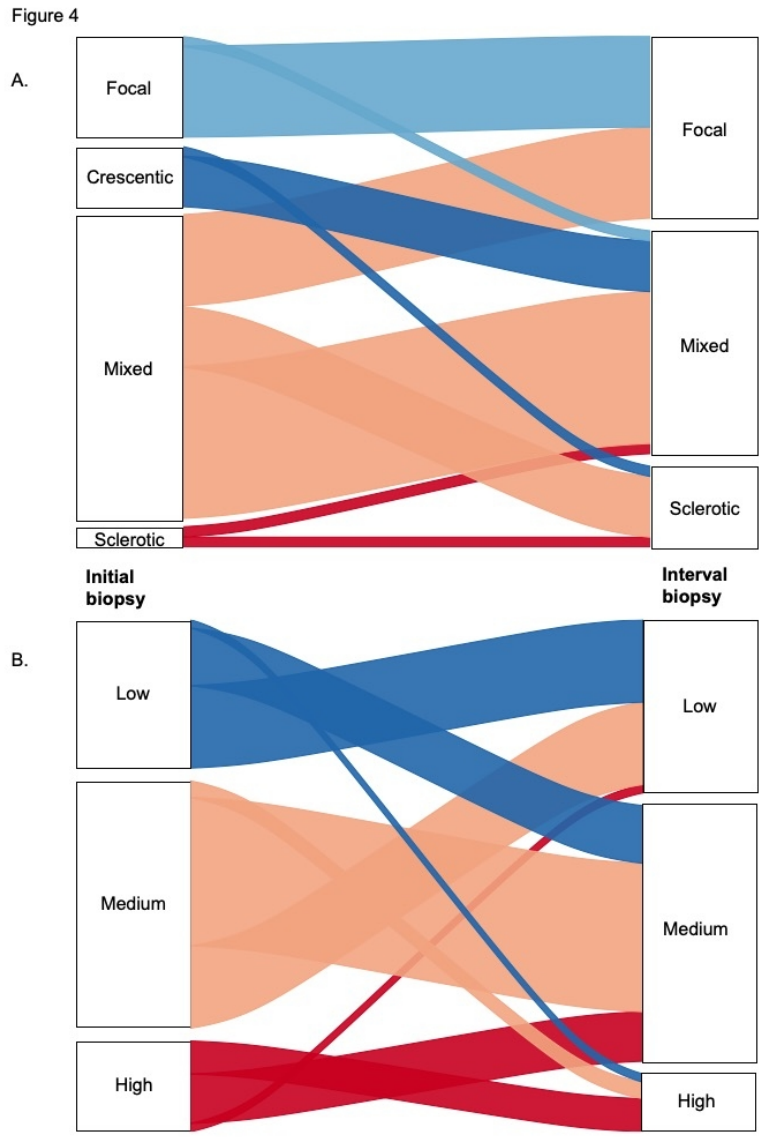 Figure 4
A.
Focal
Crescentic
Mixed
Sclerotic
Focal
Mixed
Sclerotic
Initial
biopsy
Interval
biopsy
B.
Low
Medium
High
Low
Medium
High